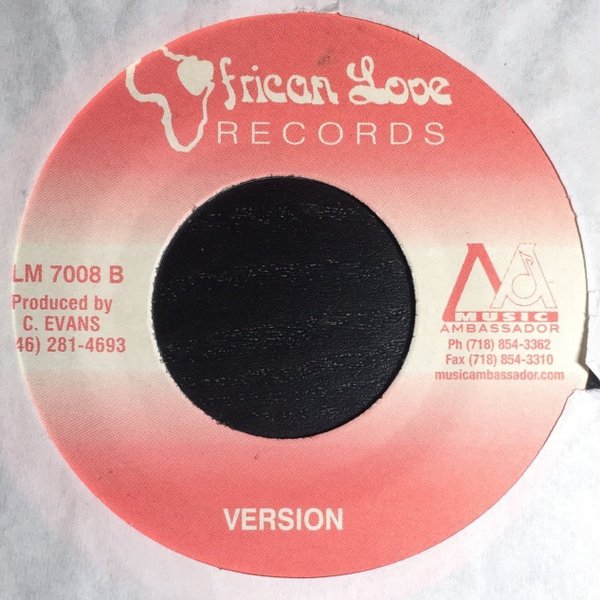 frican Love
RECORDS
LM 7008 B
Produced by
C. EVANS
46) 281-4693
MA
MUSIC
AMBASSADOR
Ph (718) 854-3362
Fax (718) 854-3310
musicambassador.com
VERSION